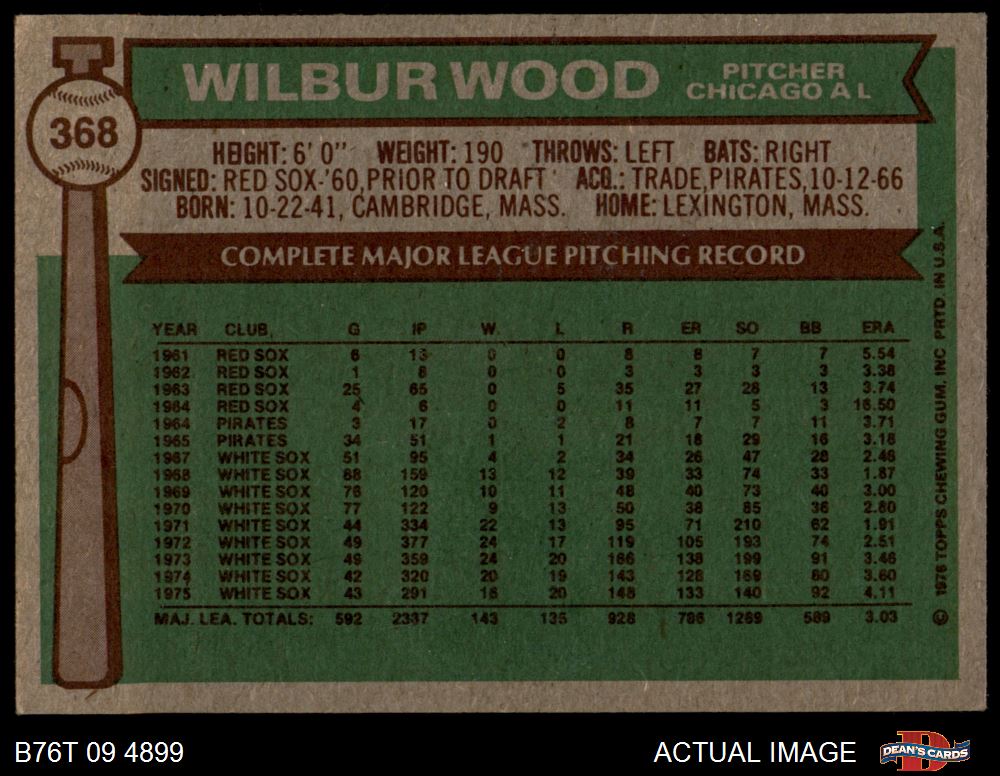 WILBUR WOOD
PITCHER
CHICAGO A L
368
HEIGHT: 6' 0" WEIGHT: 190 THROWS: LEFT BATS: RIGHT
SIGNED: RED SOX-'60, PRIOR TO DRAFT ACQ.: TRADE, PIRATES, 10-12-66
BORN: 10-22-41, CAMBRIDGE, MASS. HOME: LEXINGTON, MASS.
COMPLETE MAJOR LEAGUE PITCHING RECORD
YEAR CLUB, G IP W. L R ER SO BB ERA
1961 RED SOX 6 13 0 0 8 8 7 7 5.54
1962 RED SOX 1 8 0 0 3 3 3 3 3.38
1963 RED SOX 25 65 0 5 35 27 28 13 3.74
1964 RED SOX 4 6 0 0 11 11 5 3 16.50
1964 PIRATES 3 17 0 2 8 7 7 11 3.71
1965 PIRATES 34 51 1 1 21 18 29 16 3.18
1967 WHITE SOX 51 95 4 2 34 26 47 28 2.46
1968 WHITE SOX 88 159 13 12 39 33 74 33 1.87
1969 WHITE SOX 76 120 10 11 48 40 73 40 3.00
1970 WHITE SOX 77 122 9 13 50 38 85 36 2.80
1971 WHITE SOX 44 334 22 13 95 71 210 62 1.91
1972 WHITE SOX 49 377 24 17 119 105 193 74 2.51
1973 WHITE SOX 49 359 24 20 166 138 199 91 3.46
1974 WHITE SOX 42 320 20 19 143 128 169 80 3.60
1975 WHITE SOX 43 291 16 20 148 133 140 92 4.11
MAJ. LEA. TOTALS: 592 2337 143 135 928 786 1269 589 3.03
© 1976 TOPPS CHEWING GUM, INC PRTD. IN U.S.A.
B76T 09 4899
ACTUAL IMAGE
D
DEAN'S CARDS